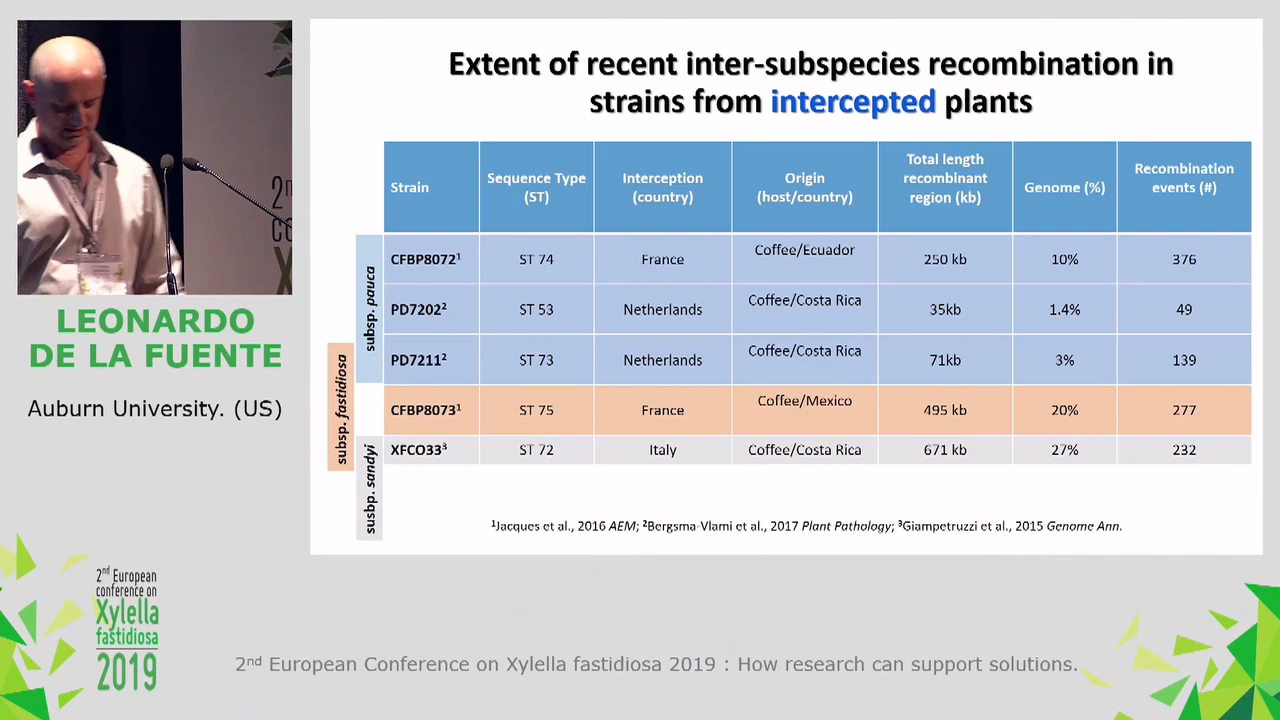 Extent of recent inter-subspecies recombination in
strains from intercepted plants
Strain
Sequence Type
(ST)
Interception
(country)
Origin
(host/country)
Total length
recombinant
region (kb)
Genome (%)
Recombination
events (#)
subsp. pauca
CFBP8072¹ ST 74 France Coffee/Ecuador 250 kb 10% 376
PD7202² ST 53 Netherlands Coffee/Costa Rica 35kb 1.4% 49
PD7211² ST 73 Netherlands Coffee/Costa Rica 71kb 3% 139
subsp. fastidiosa
CFBP8073¹ ST 75 France Coffee/Mexico 495 kb 20% 277
susbp. sandyi
XFCO33³ ST 72 Italy Coffee/Costa Rica 671 kb 27% 232
¹Jacques et al., 2016 AEM; ²Bergsma-Vlami et al., 2017 Plant Pathology; ³Giampetruzzi et al., 2015 Genome Ann.
LEONARDO
DE LA FUENTE
Auburn University. (US)
2nd European
conference on
Xylella
fastidiosa
2019
2nd European Conference on Xylella fastidiosa 2019 : How research can support solutions.